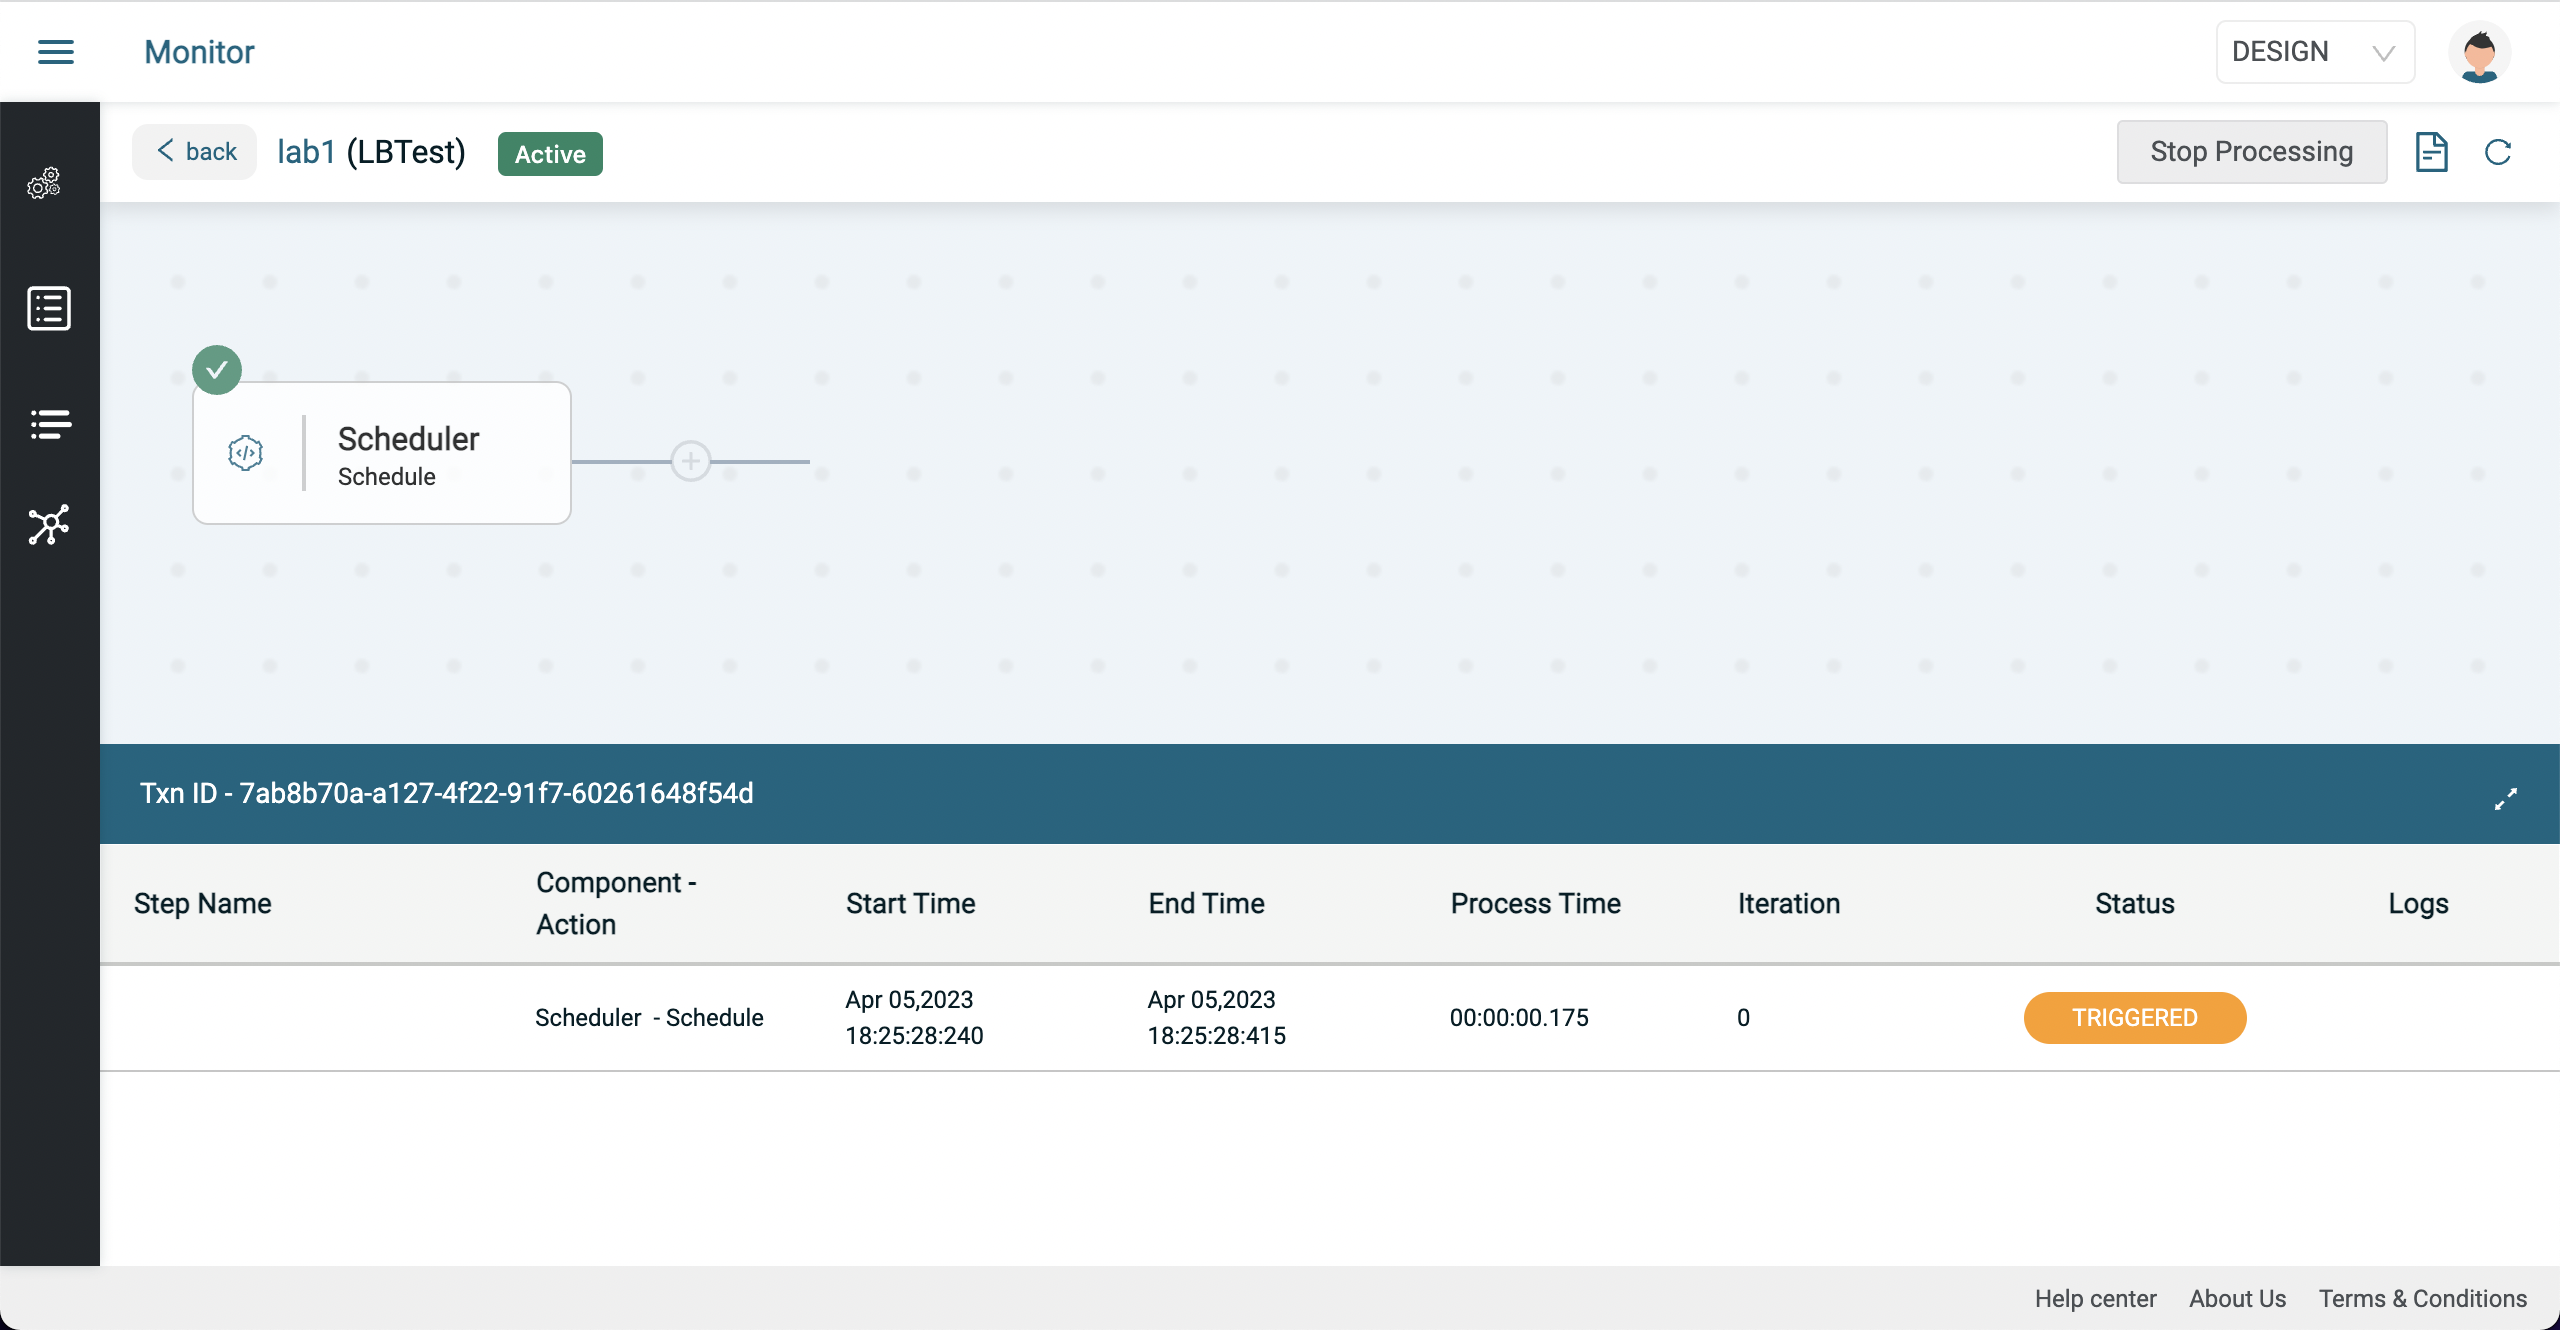 Monitor
DESIGN
back
lab1 (LBTest)
Active
Stop Processing
Scheduler
Schedule
Txn ID - 7ab8b70a-a127-4f22-91f7-60261648f54d
Step Name
Component -
Action
Start Time
End Time
Process Time
Iteration
Status
Logs
Scheduler - Schedule
Apr 05,2023
18:25:28:240
Apr 05,2023
18:25:28:415
00:00:00.175
0
TRIGGERED
Help center
About Us
Terms & Conditions